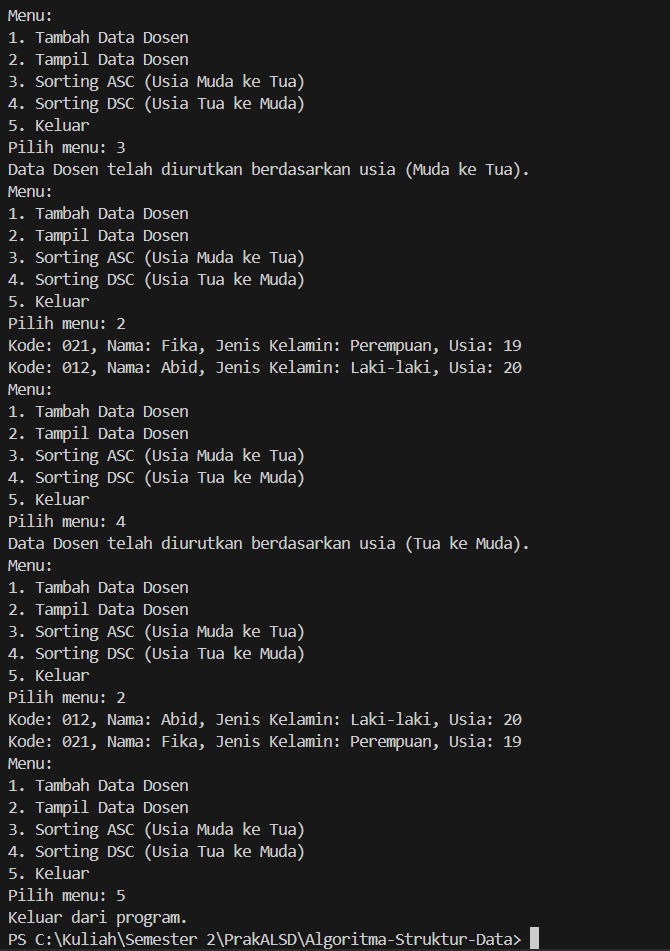 Menu:
1. Tambah Data Dosen
2. Tampil Data Dosen
3. Sorting ASC (Usia Muda ke Tua)
4. Sorting DSC (Usia Tua ke Muda)
5. Keluar
Pilih menu: 3
Data Dosen telah diurutkan berdasarkan usia (Muda ke Tua).
Menu:
1. Tambah Data Dosen
2. Tampil Data Dosen
3. Sorting ASC (Usia Muda ke Tua)
4. Sorting DSC (Usia Tua ke Muda)
5. Keluar
Pilih menu: 2
Kode: 021, Nama: Fika, Jenis Kelamin: Perempuan, Usia: 19
Kode: 012, Nama: Abid, Jenis Kelamin: Laki-laki, Usia: 20
Menu:
1. Tambah Data Dosen
2. Tampil Data Dosen
3. Sorting ASC (Usia Muda ke Tua)
4. Sorting DSC (Usia Tua ke Muda)
5. Keluar
Pilih menu: 4
Data Dosen telah diurutkan berdasarkan usia (Tua ke Muda).
Menu:
1. Tambah Data Dosen
2. Tampil Data Dosen
3. Sorting ASC (Usia Muda ke Tua)
4. Sorting DSC (Usia Tua ke Muda)
5. Keluar
Pilih menu: 2
Kode: 012, Nama: Abid, Jenis Kelamin: Laki-laki, Usia: 20
Kode: 021, Nama: Fika, Jenis Kelamin: Perempuan, Usia: 19
Menu:
1. Tambah Data Dosen
2. Tampil Data Dosen
3. Sorting ASC (Usia Muda ke Tua)
4. Sorting DSC (Usia Tua ke Muda)
5. Keluar
Pilih menu: 5
Keluar dari program.
PS C:\Kuliah\Semester 2\PrakALSD\Algoritma-Struktur-Data>